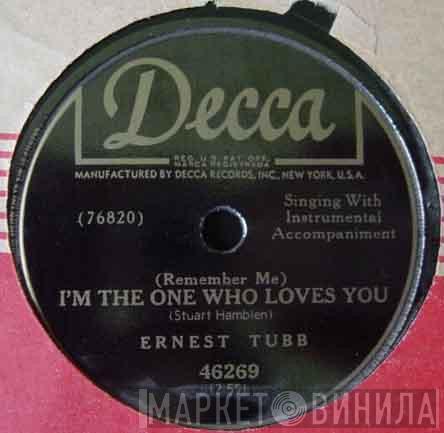 Decca
REG. U.S. PAT. OFF.
MARCA REGISTRADA
MANUFACTURED BY DECCA RECORDS, INC., NEW YORK, U.S.A.
(76820)
Singing With
Instrumental
Accompaniment
(Remember Me)
I'M THE ONE WHO LOVES YOU
(Stuart Hamblen)
ERNEST TUBB
46269
МАРКЕТ ВИНИЛА